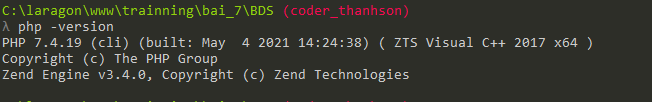 C:\laragon\www\trainning\bai_7\BDS (coder_thanhson)
λ php -version
PHP 7.4.19 (cli) (built: May  4 2021 14:24:38) ( ZTS Visual C++ 2017 x64 )
Copyright (c) The PHP Group
Zend Engine v3.4.0, Copyright (c) Zend Technologies